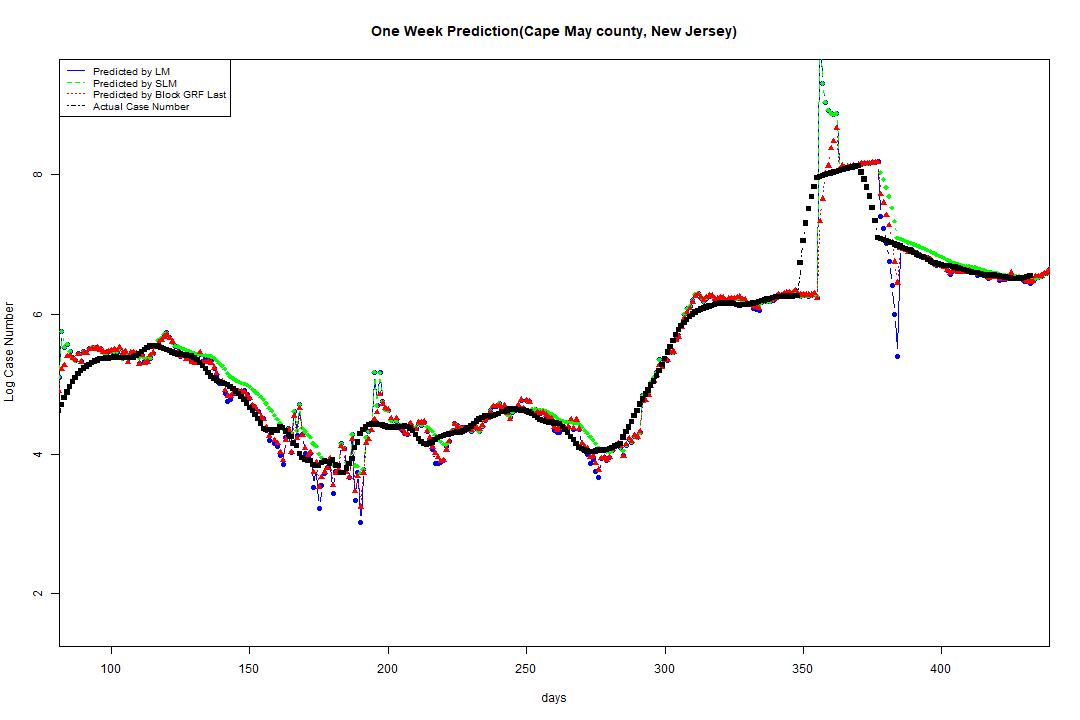 One Week Prediction(Cape May county, New Jersey)
Predicted by LM
Predicted by SLM
Predicted by Block GRF Last
Actual Case Number
Log Case Number
8
6
4
2
100 150 200 250 300 350 400
days